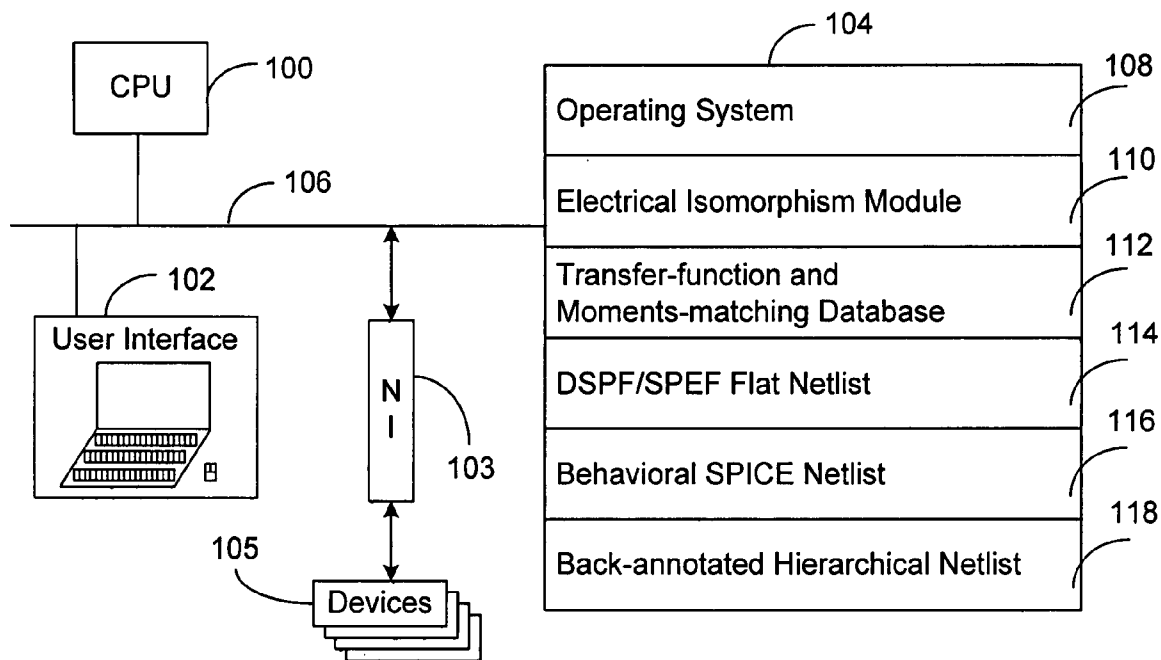 104
CPU
100
108
Operating System
110
106
Electrical Isomorphism Module
112
102
Transfer-function and
Moments-matching Database
User Interface
114
N
I
DSPF/SPEF Flat Netlist
116
103
Behavioral SPICE Netlist
118
105
Back-annotated Hierarchical Netlist
Devices